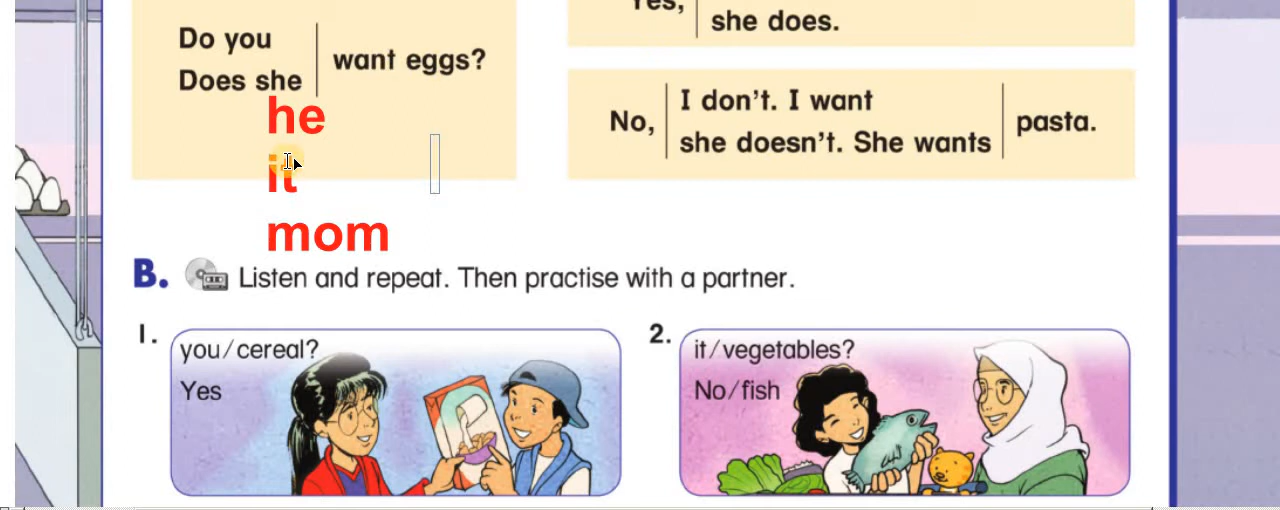 Do you
Does she
want eggs?
he
it
mom
Yes,
she does.
No,
I don't. I want
she doesn't. She wants
pasta.
B. Listen and repeat. Then practise with a partner.
1.
you/cereal?
Yes
2.
it/vegetables?
No/fish